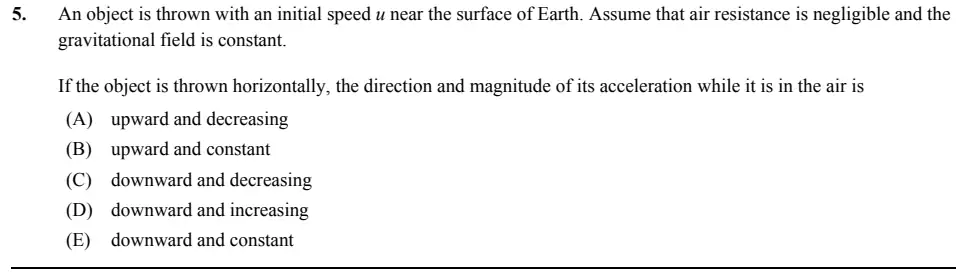 5. An object is thrown with an initial speed u near the surface of Earth. Assume that air resistance is negligible and the
gravitational field is constant.
If the object is thrown horizontally, the direction and magnitude of its acceleration while it is in the air is
(A) upward and decreasing
(B) upward and constant
(C) downward and decreasing
(D) downward and increasing
(E) downward and constant